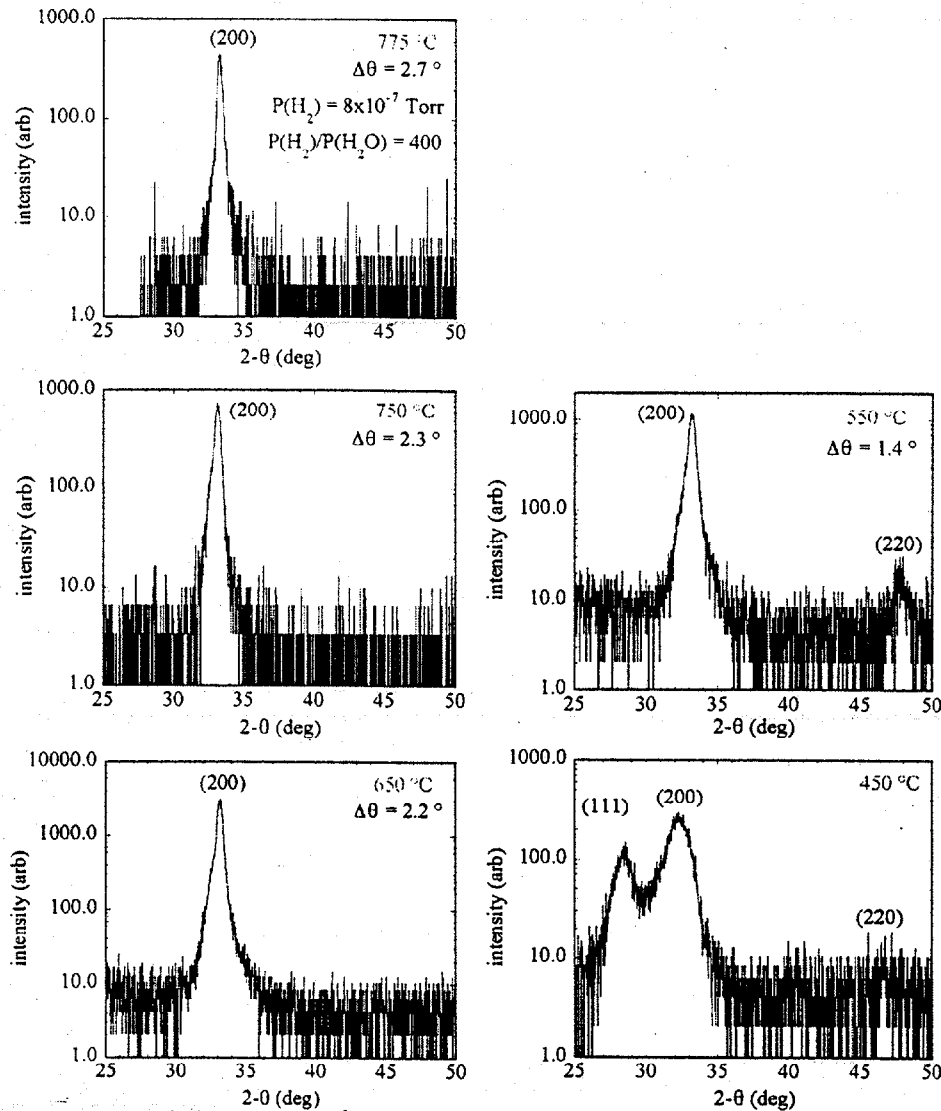 1000.0
(200)
775 °C
Δθ = 2.7 °
P(H2) = 8x10-7 Torr
P(H2)/P(H2O) = 400
100.0
10.0
1.0
intensity (arb)
25 30 35 40 45 50
2-θ (deg)
1000.0
(200)
750 °C
Δθ = 2.3 °
100.0
10.0
1.0
intensity (arb)
25 30 35 40 45 50
2-θ (deg)
(200)
550 °C
Δθ = 1.4 °
1000.0
100.0
(220)
10.0
1.0
intensity (arb)
25 30 35 40 45 50
2-θ (deg)
10000.0
(200)
650 °C
Δθ = 2.2 °
1000.0
100.0
10.0
1.0
intensity (arb)
25 30 35 40 45 50
2-θ (deg)
1000.0
450 °C
(111)
(200)
100.0
(220)
10.0
1.0
intensity (arb)
25 30 35 40 45 50
2-θ (deg)